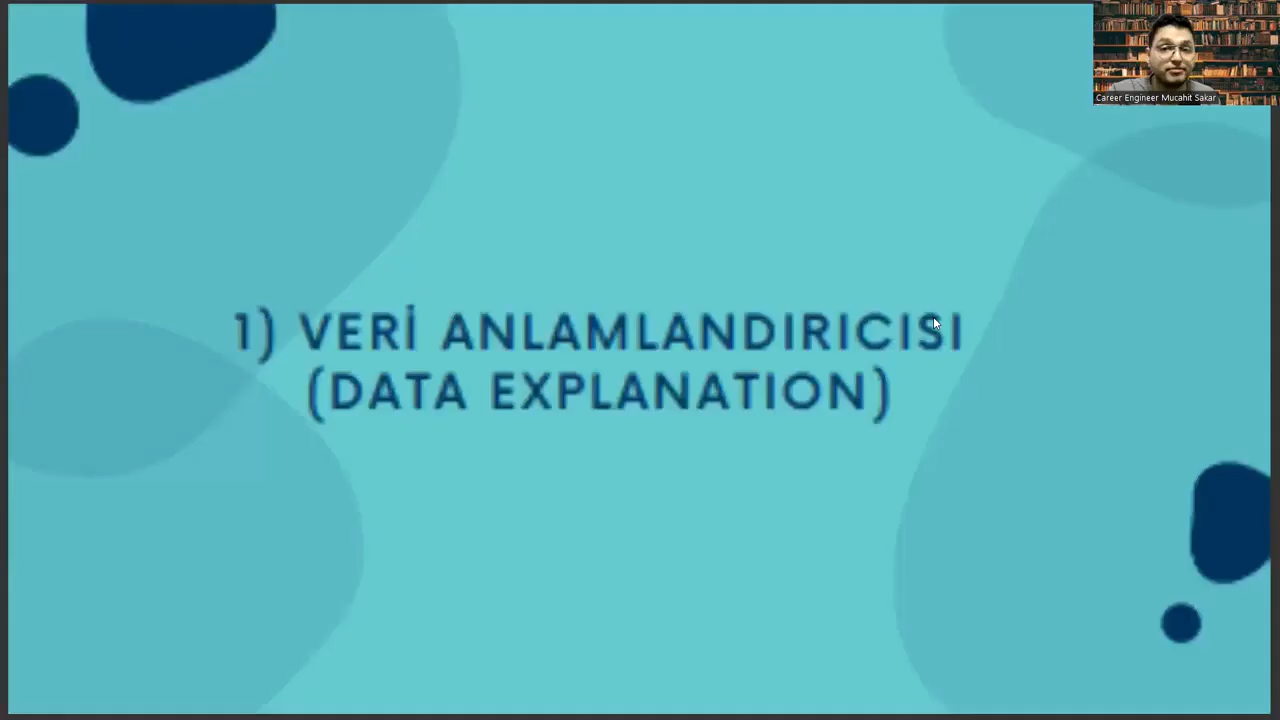 Career Engineer Mucahit Sakar
1) VERİ ANLAMLANDIRICISI
(DATA EXPLANATION)